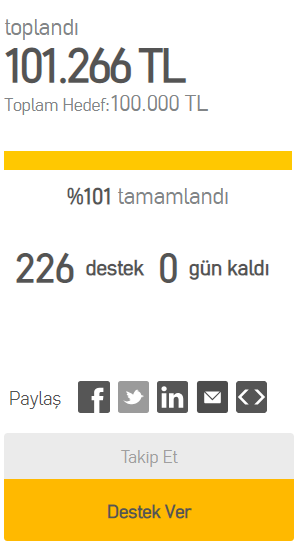 toplandı
101.266 TL
Toplam Hedef:100.000 TL
%101 tamamlandı
226 destek 0 gün kaldı
Paylaş
Takip Et
Destek Ver